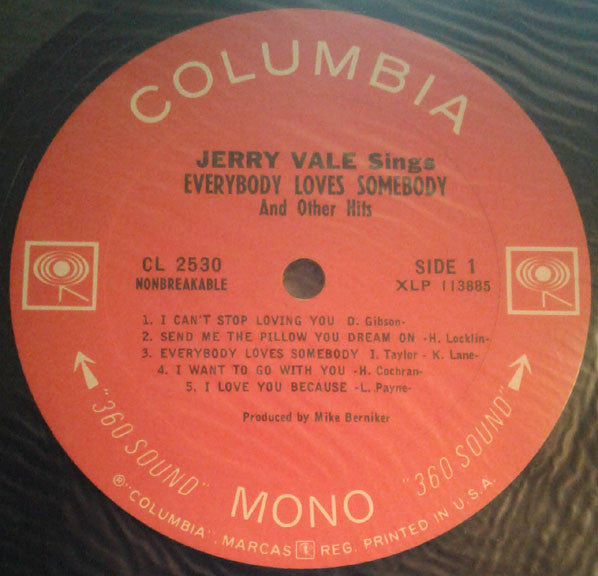 COLUMBIA
JERRY VALE Sings
EVERYBODY LOVES SOMEBODY
And Other Hits
CL 2530
NONBREAKABLE
SIDE 1
XLP 113885
1. I CAN'T STOP LOVING YOU D. Gibson-
2. SEND ME THE PILLOW YOU DREAM ON -H. Locklin-
3. EVERYBODY LOVES SOMEBODY I. Taylor - K. Lane-
4. I WANT TO GO WITH YOU -H. Cochran-
5. I LOVE YOU BECAUSE -L. Payne-
Produced by Mike Berniker
"360 SOUND"
MONO
"360 SOUND"
®"COLUMBIA", MARCAS REG. PRINTED IN U.S.A.